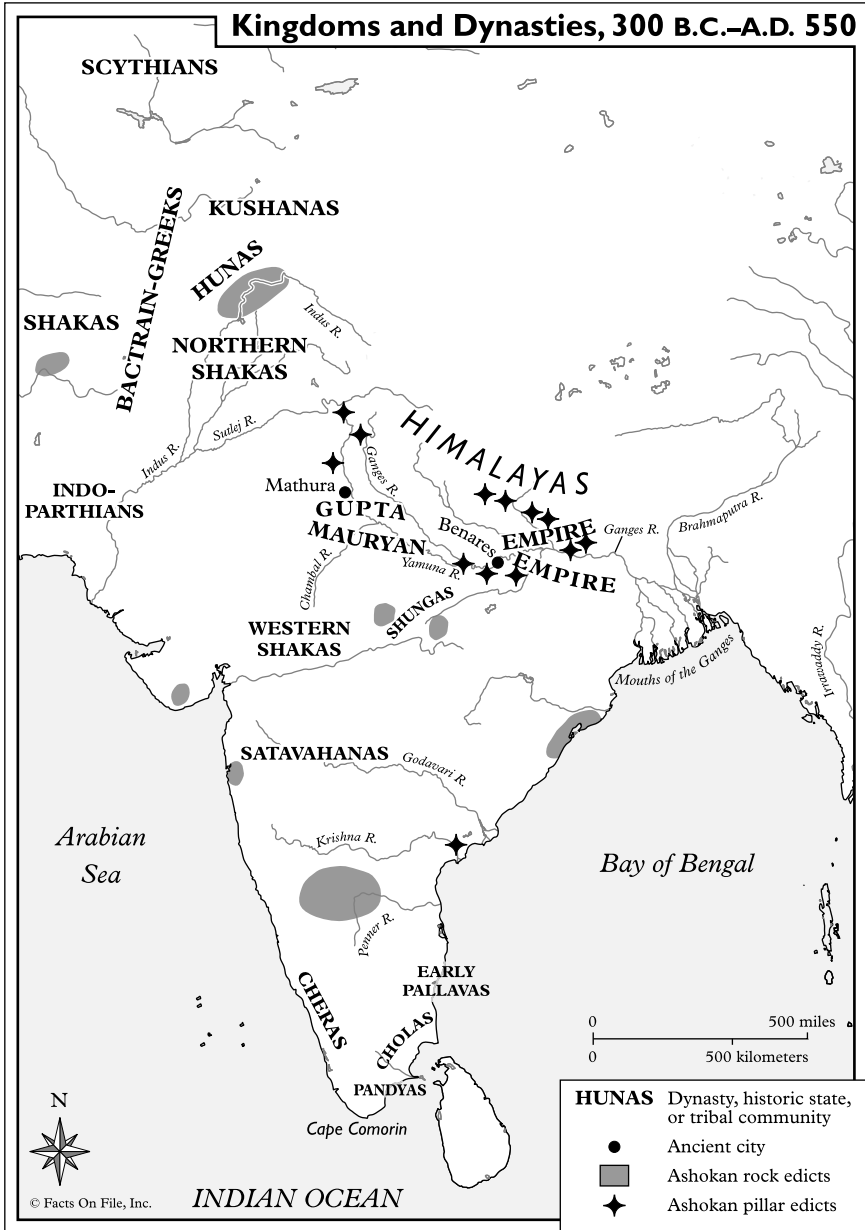 Kingdoms and Dynasties, 300 B.C.–A.D. 550
SCYTHIANS
KUSHANAS
BACTRAIN-GREEKS
HUNAS
Indus R.
SHAKAS
NORTHERN
SHAKAS
Sutlej R.
Indus R.
HIMALAYAS
Ganges R.
Mathura
INDO-
PARTHIANS
GUPTA
EMPIRE
MAURYAN
EMPIRE
Benares
Ganges R.
Brahmaputra R.
Yamuna R.
Chambal R.
SHUNGAS
WESTERN
SHAKAS
Mouths of the Ganges
Irrawaddy R.
SATAVAHANAS
Godavari R.
Krishna R.
Arabian
Sea
Bay of Bengal
Penner R.
EARLY
PALLAVAS
CHERAS
CHOLAS
PANDYAS
Cape Comorin
0
500 miles
0
500 kilometers
HUNAS
Dynasty, historic state,
or tribal community
Ancient city
Ashokan rock edicts
Ashokan pillar edicts
N
© Facts On File, Inc.
INDIAN OCEAN